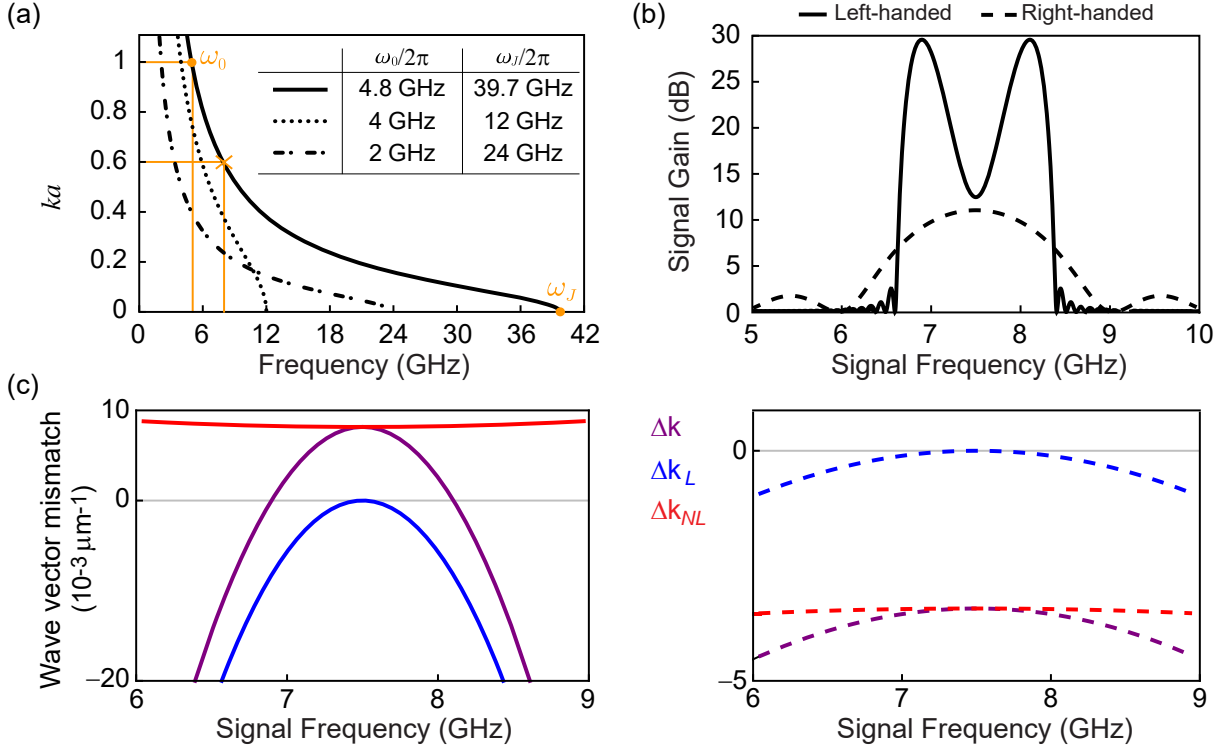 (a)
ka
1
0.8
0.6
0.4
0.2
0
0 6 12 18 24 30 36 42
Frequency (GHz)
ω0
ωJ
ω0/2π ωJ/2π
4.8 GHz 39.7 GHz
4 GHz 12 GHz
2 GHz 24 GHz
(b)
Left-handed Right-handed
Signal Gain (dB)
30
25
20
15
10
5
0
5 6 7 8 9 10
Signal Frequency (GHz)
(c)
Wave vector mismatch
(10-3 μm-1)
10
0
−20
6 7 8 9
Signal Frequency (GHz)
Δk
ΔkL
ΔkNL
0
−5
6 7 8 9
Signal Frequency (GHz)